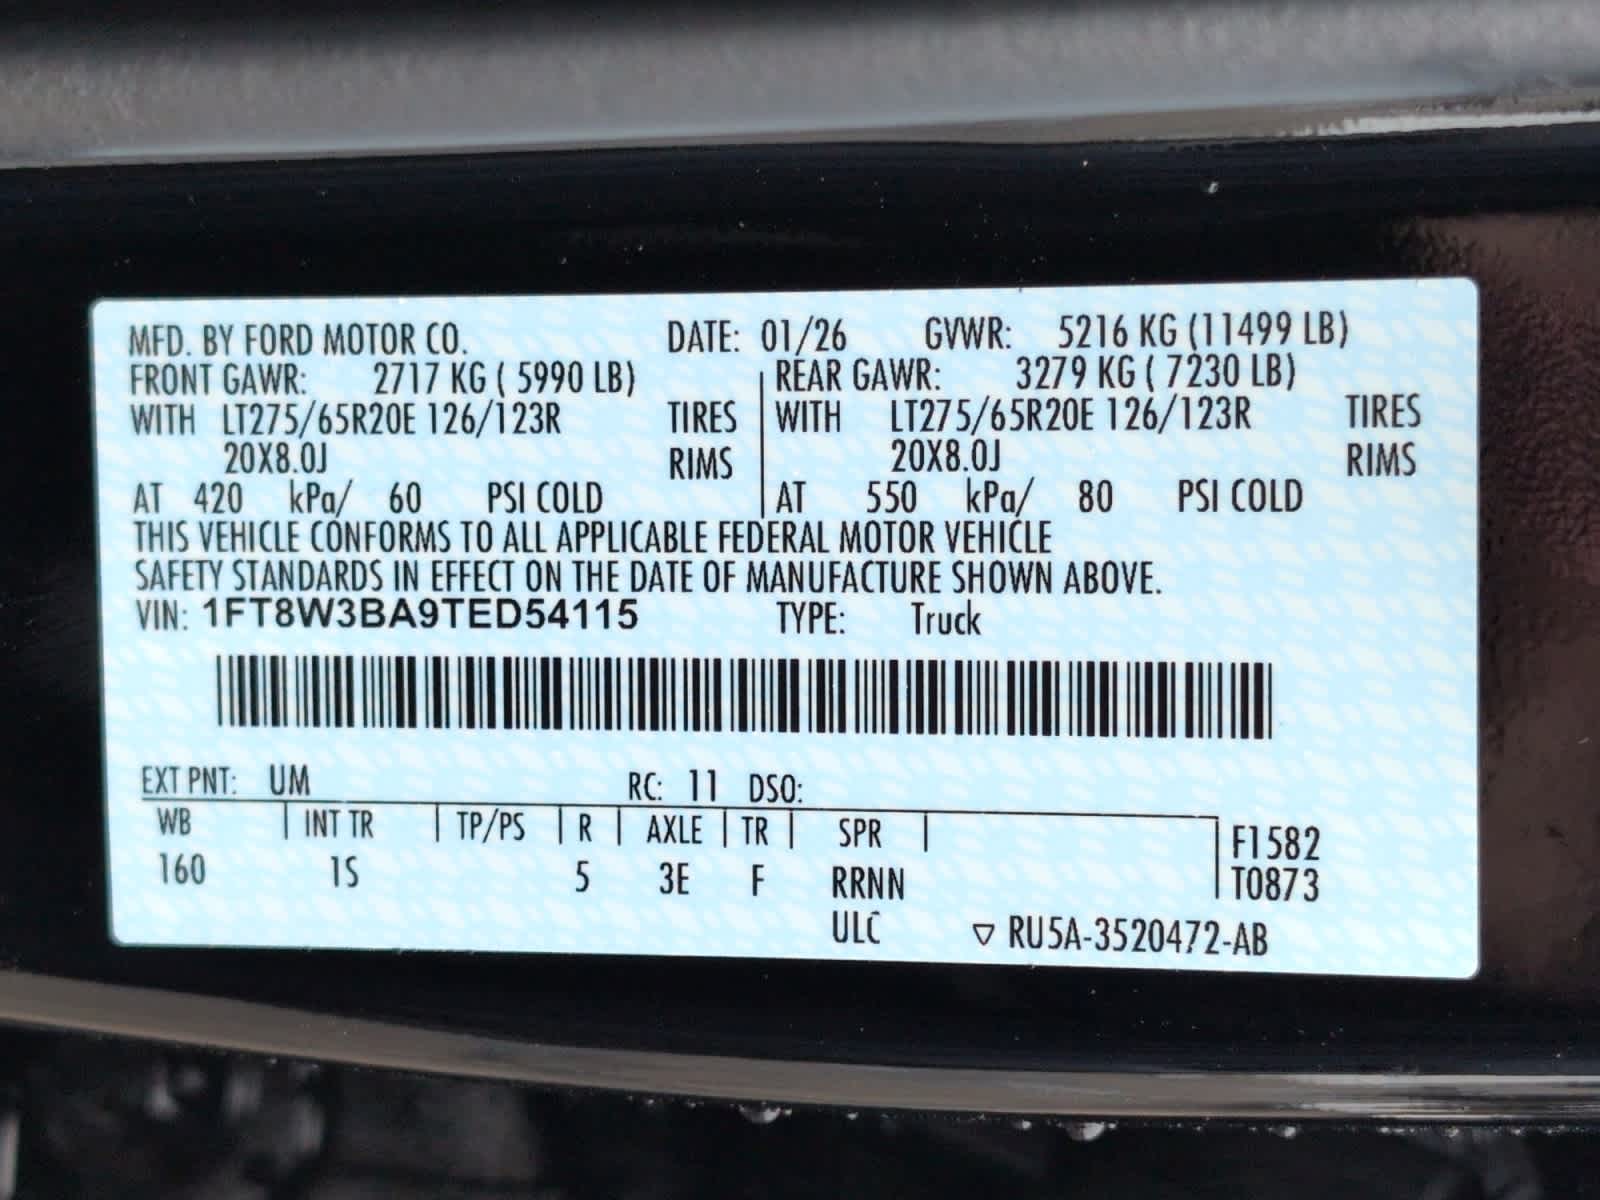 MFD. BY FORD MOTOR CO. DATE: 01/26 GVWR: 5216 KG (11499 LB)
FRONT GAWR: 2717 KG ( 5990 LB) REAR GAWR: 3279 KG ( 7230 LB)
WITH LT275/65R20E 126/123R TIRES WITH LT275/65R20E 126/123R TIRES
20X8.0J RIMS 20X8.0J RIMS
AT 420 kPa/ 60 PSI COLD AT 550 kPa/ 80 PSI COLD
THIS VEHICLE CONFORMS TO ALL APPLICABLE FEDERAL MOTOR VEHICLE
SAFETY STANDARDS IN EFFECT ON THE DATE OF MANUFACTURE SHOWN ABOVE.
VIN: 1FT8W3BA9TED54115 TYPE: Truck
EXT PNT: UM RC: 11 DSO:
WB INT TR TP/PS R AXLE TR SPR F1582
160 1S 5 3E F RRNN T0873
ULC ▽ RU5A-3520472-AB